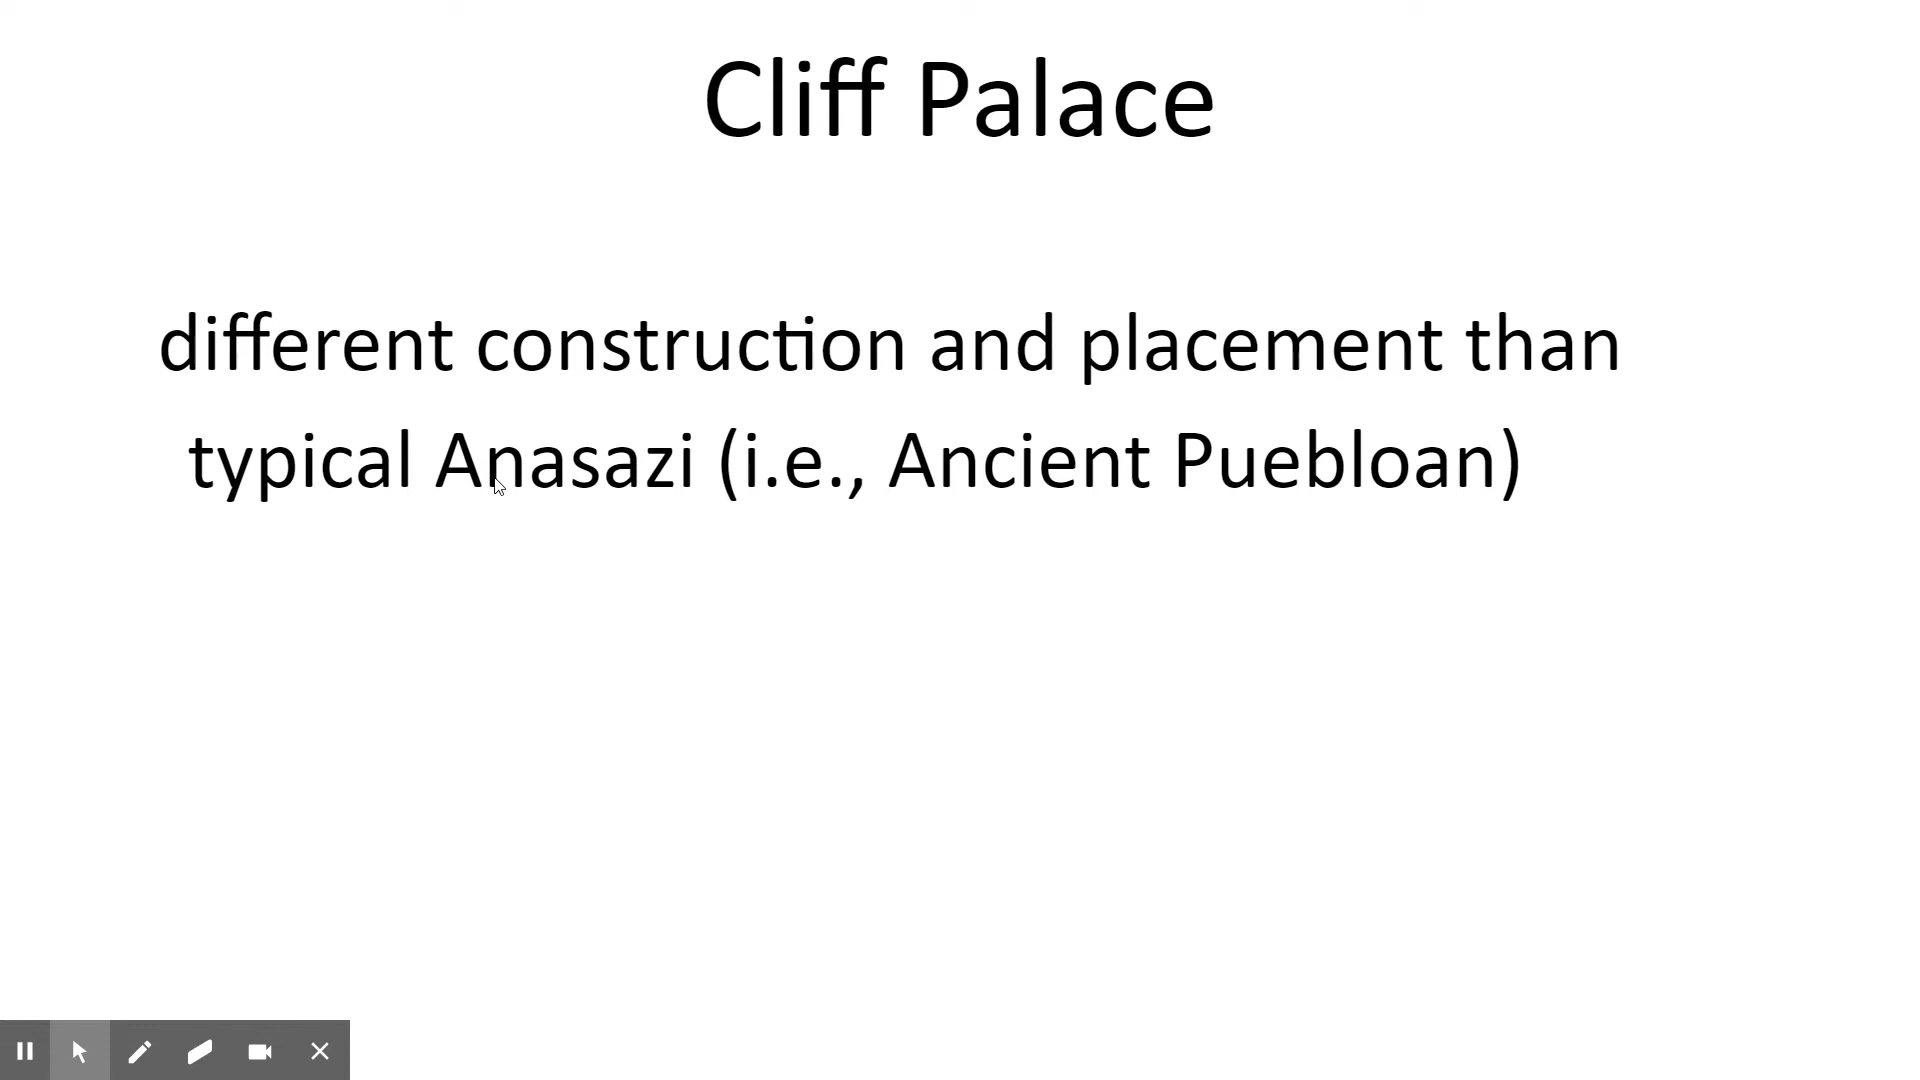 Cliff Palace
different construction and placement than
typical Anasazi (i.e., Ancient Puebloan)